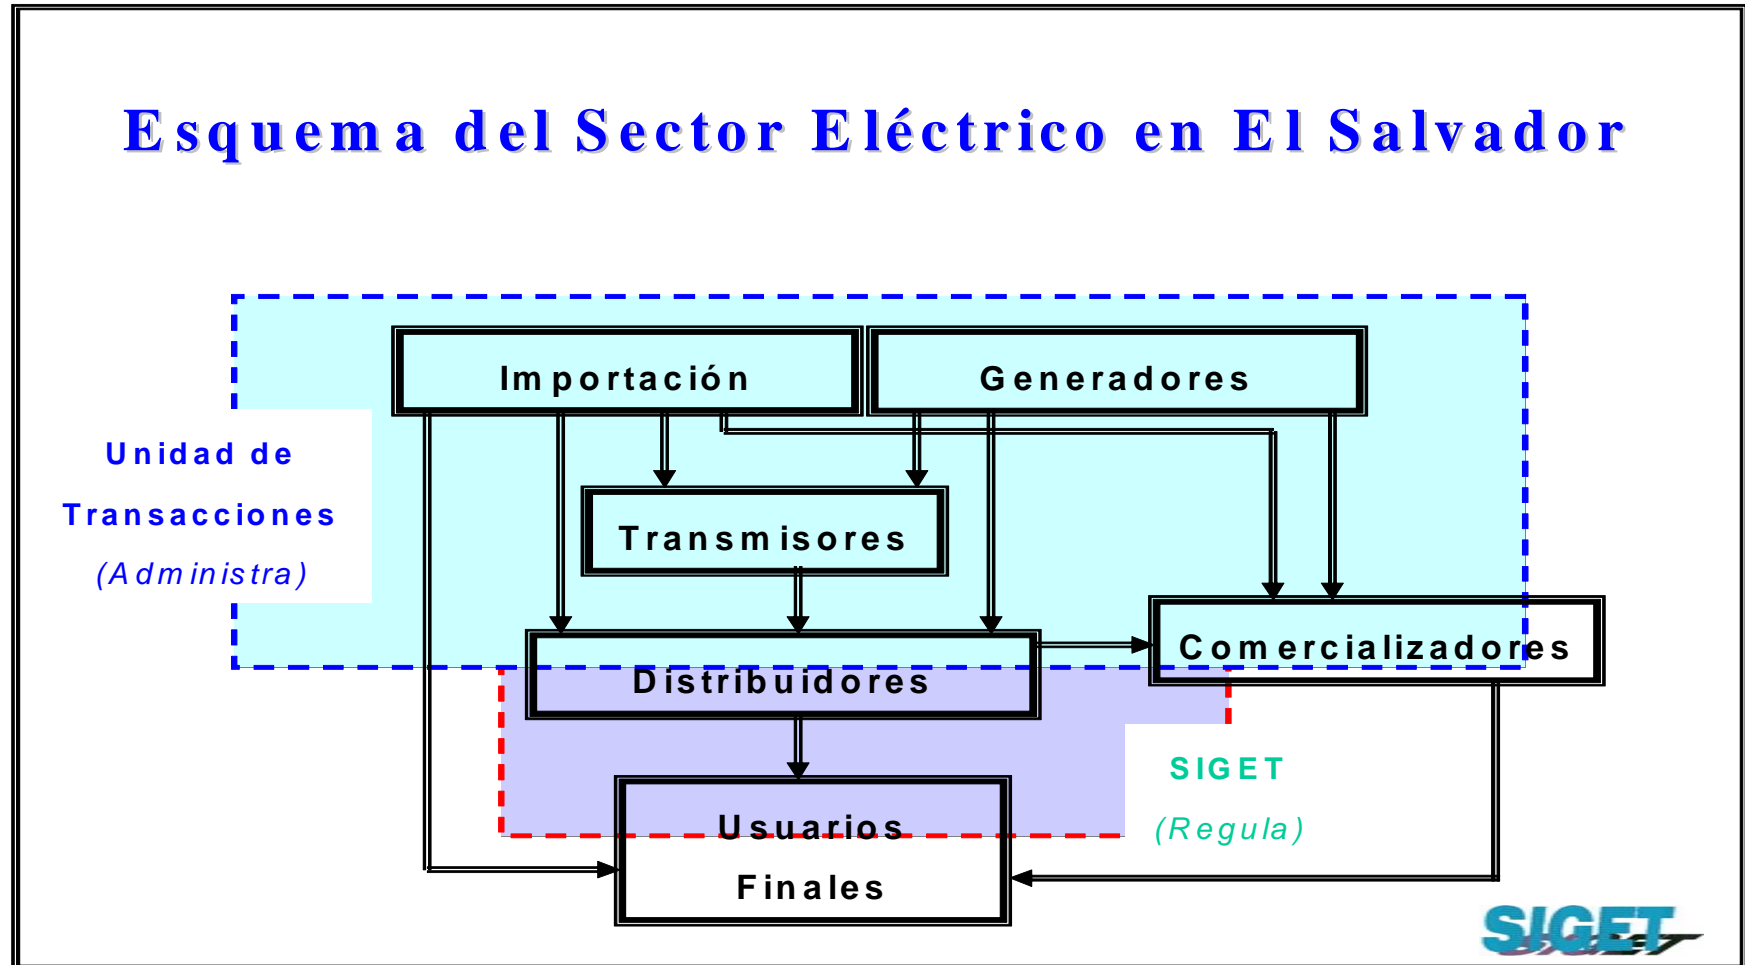 Esquema del Sector Eléctrico en El Salvador
Importación
Generadores
Unidad de
Transacciones
(Administra)
Transmisores
Comercializadores
Distribuidores
SIGET
(Regula)
Usuarios
Finales
SIGET